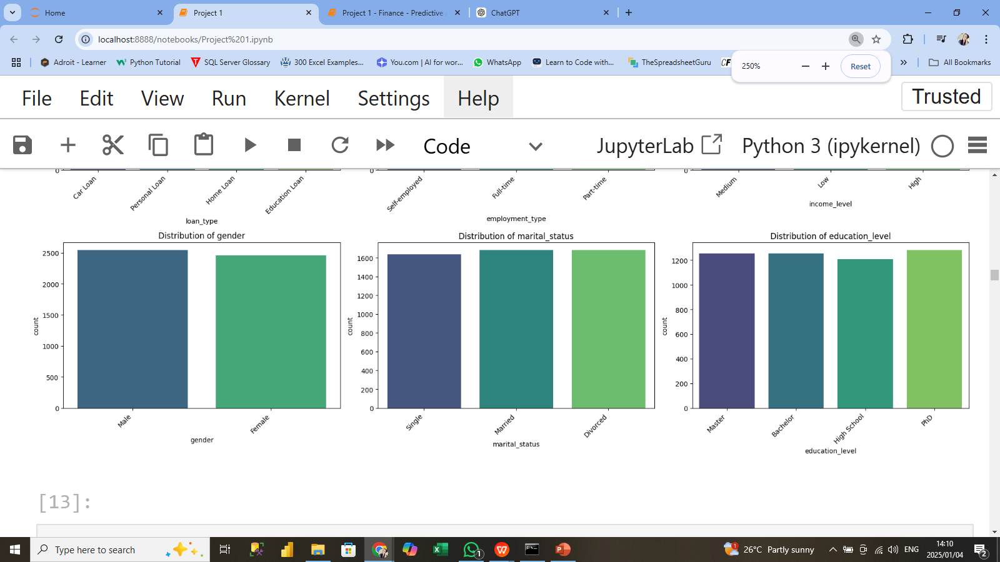 Home
Project 1
Project 1 - Finance - Predictive
ChatGPT
localhost:8888/notebooks/Project%201.ipynb
Adroit - Learner
Python Tutorial
SQL Server Glossary
300 Excel Examples...
You.com | AI for wor...
WhatsApp
Learn to Code with...
TheSpreadsheetGuru
CF
All Bookmarks
250%
Reset
File Edit View Run Kernel Settings Help
Trusted
Code
JupyterLab
Python 3 (ipykernel)
0
Car Loan
Personal Loan
Home Loan
Education Loan
loan_type
0
Self-employed
Full-time
Part-time
employment_type
0
Medium
Low
High
income_level
Distribution of gender
2500
2000
1500
1000
500
0
count
Male
Female
gender
Distribution of marital_status
1600
1400
1200
1000
800
600
400
200
0
count
Single
Married
Divorced
marital_status
Distribution of education_level
1200
1000
800
600
400
200
0
count
Master
Bachelor
High School
PhD
education_level
[13]:
Type here to search
1
1
26°C Partly sunny
ENG
14:10
2025/01/04
2